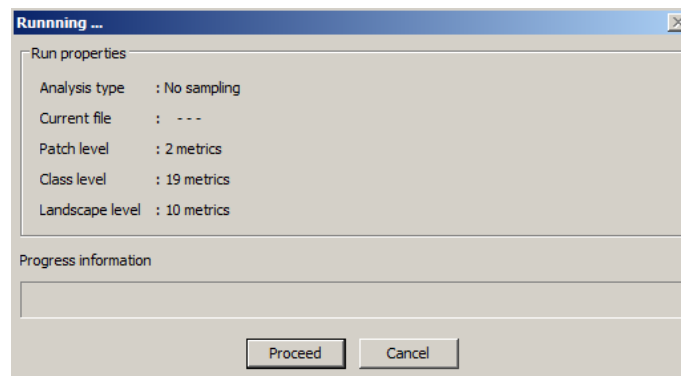 Runnning ...
Run properties
Analysis type : No sampling
Current file : - - -
Patch level : 2 metrics
Class level : 19 metrics
Landscape level : 10 metrics
Progress information
Proceed Cancel